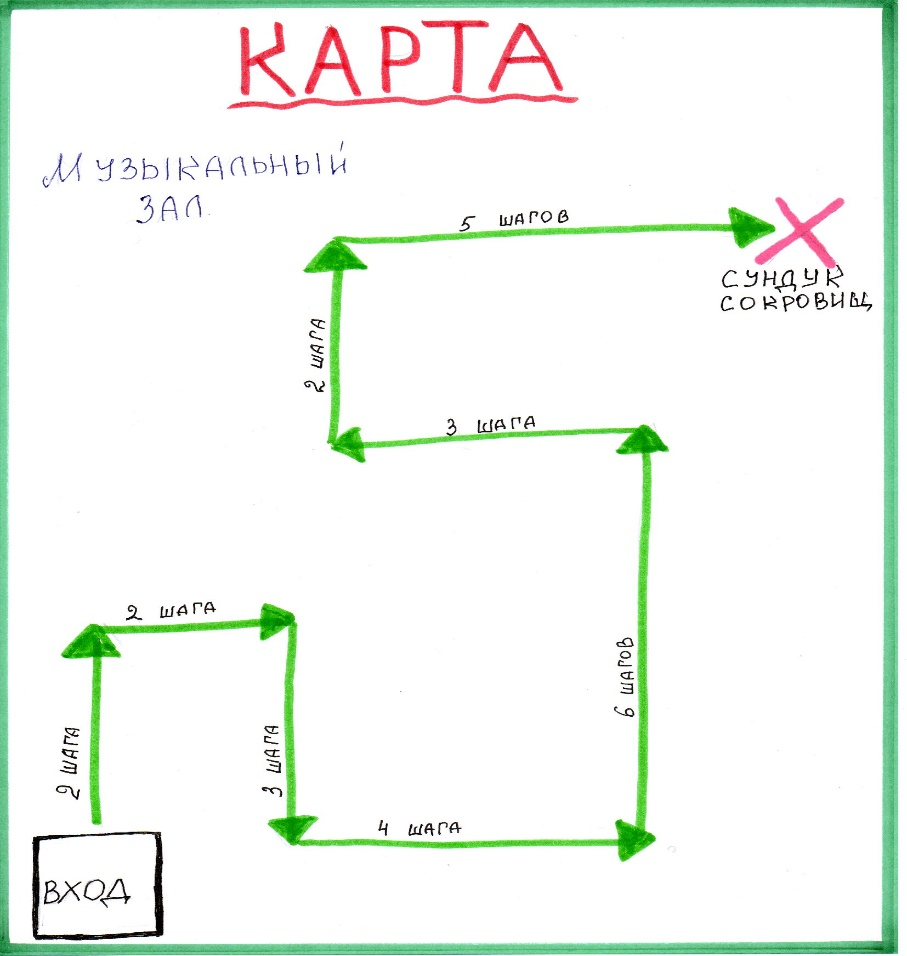 КАРТА
МУЗЫКАЛЬНЫЙ
ЗАЛ
5 ШАГОВ
СУНДУК
СОКРОВИЩ
2 ШАГА
3 ШАГА
2 ШАГА
6 ШАГОВ
2 ШАГА
3 ШАГА
4 ШАГА
ВХОД